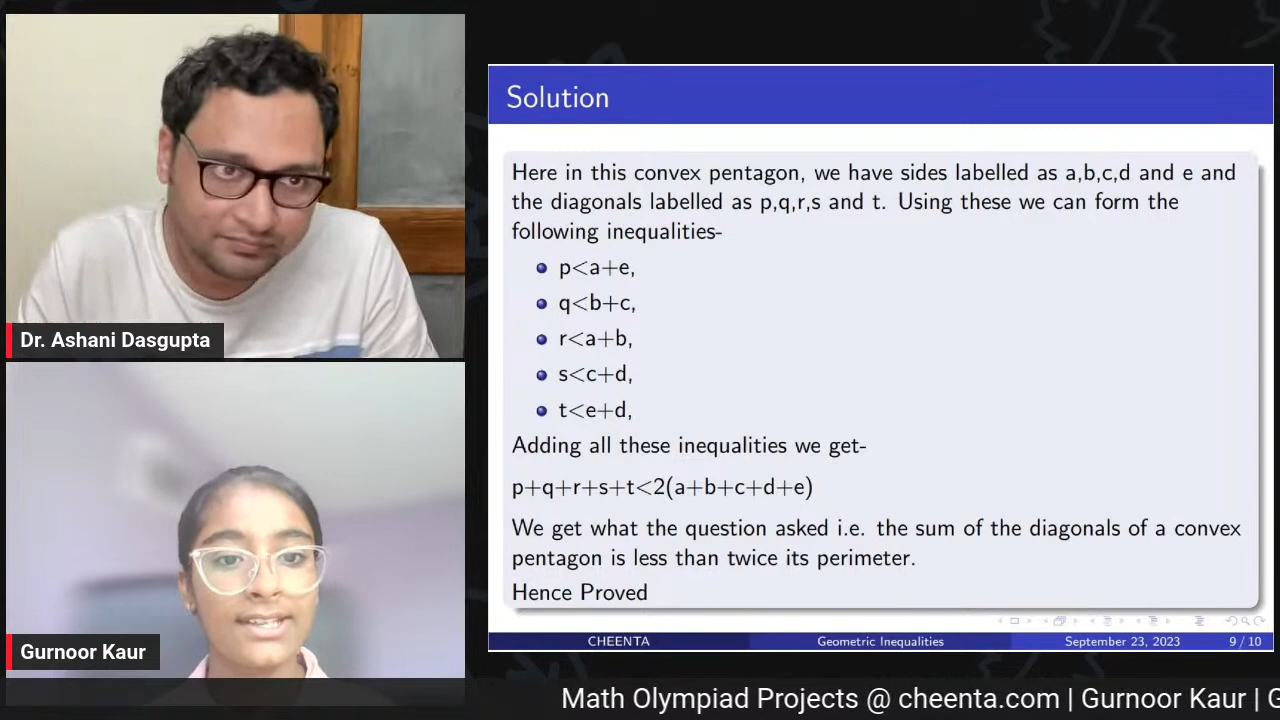 Dr. Ashani Dasgupta
Gurnoor Kaur
Solution
Here in this convex pentagon, we have sides labelled as a,b,c,d and e and
the diagonals labelled as p,q,r,s and t. Using these we can form the
following inequalities-
p<a+e,
q<b+c,
r<a+b,
s<c+d,
t<e+d,
Adding all these inequalities we get-
p+q+r+s+t<2(a+b+c+d+e)
We get what the question asked i.e. the sum of the diagonals of a convex
pentagon is less than twice its perimeter.
Hence Proved
CHEENTA Geometric Inequalities September 23, 2023 9 / 10
Math Olympiad Projects @ cheenta.com | Gurnoor Kaur | G